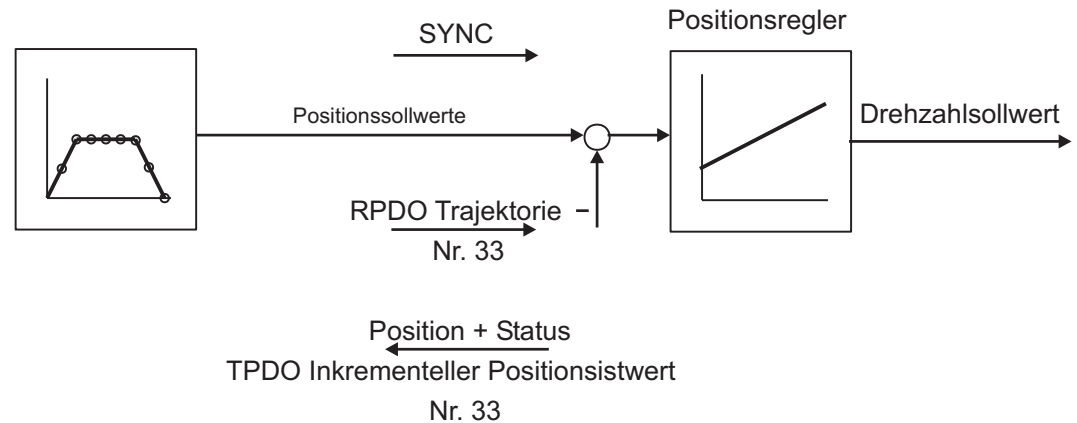 Positionsregler
SYNC
Positionssollwerte
Drehzahlsollwert
RPDO Trajektorie –
Nr. 33
Position + Status
TPDO Inkrementeller Positionsistwert
Nr. 33